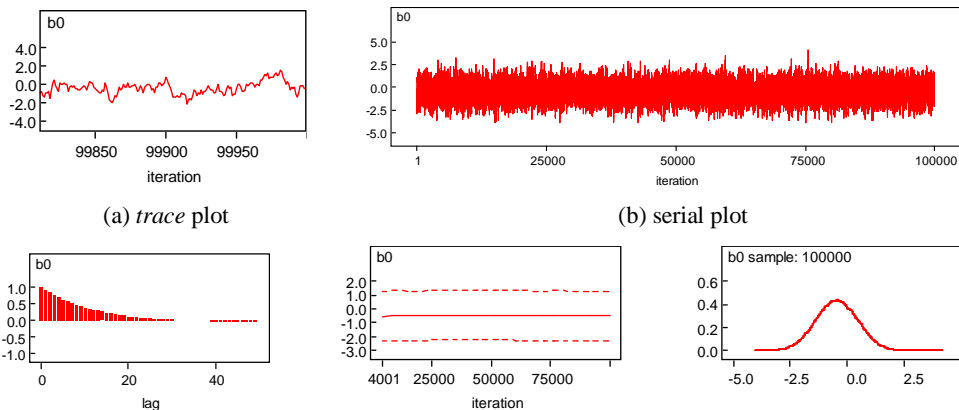 b0
4.0
2.0
0.0
-2.0
-4.0
99850 99900 99950
iteration
(a) trace plot
b0
5.0
2.5
0.0
-2.5
-5.0
1 25000 50000 75000 100000
iteration
(b) serial plot
b0
1.0
0.5
0.0
-0.5
-1.0
0 20 40
lag
b0
2.0
1.0
0.0
-1.0
-2.0
-3.0
4001 25000 50000 75000
iteration
b0 sample: 100000
0.6
0.4
0.2
0.0
-5.0 -2.5 0.0 2.5